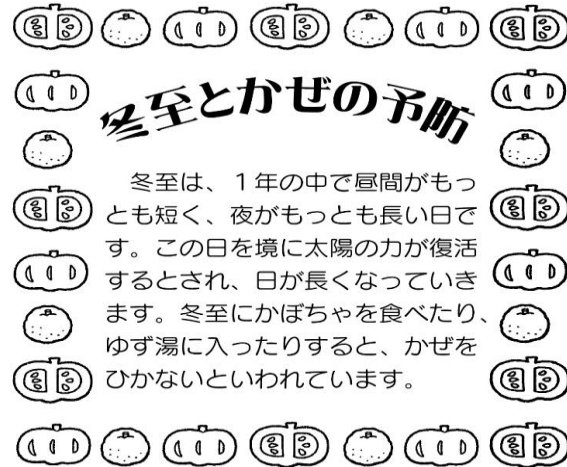 冬至とかぜの予防
　冬至は、１年の中で昼間がもっ
とも短く、夜がもっとも長い日で
す。この日を境に太陽の力が復活
するとされ、日が長くなっていき
ます。冬至にかぼちゃを食べたり、
ゆず湯に入ったりすると、かぜを
ひかないといわれています。